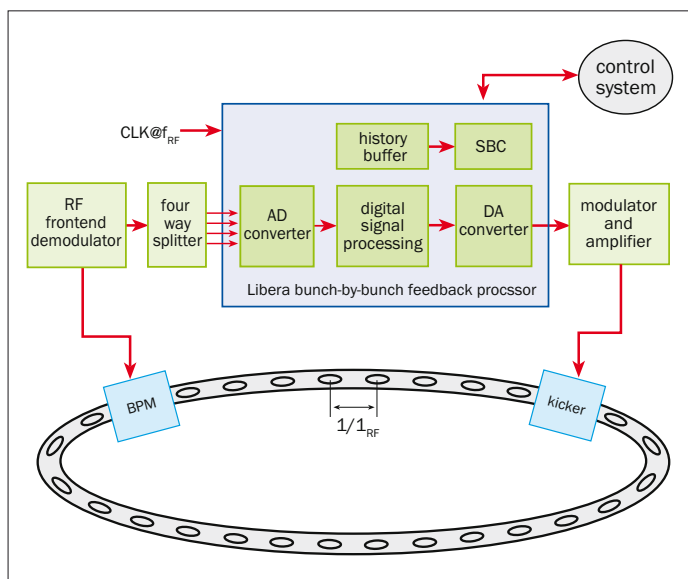 control
system
CLK@fRF
history
buffer
SBC
RF
frontend
demodulator
four
way
splitter
AD
converter
digital
signal
processing
DA
converter
modulator
and
amplifier
Libera bunch-by-bunch feedback procssor
BPM
kicker
1/1RF